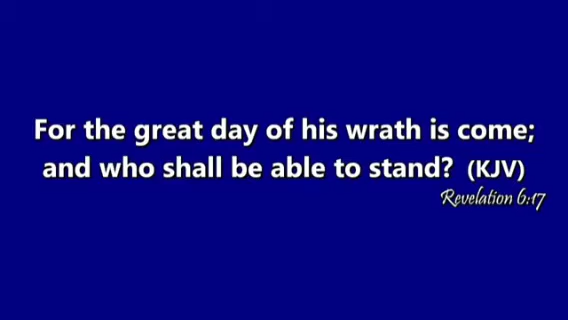 For the great day of his wrath is come;
and who shall be able to stand? (KJV)
Revelation 6:17